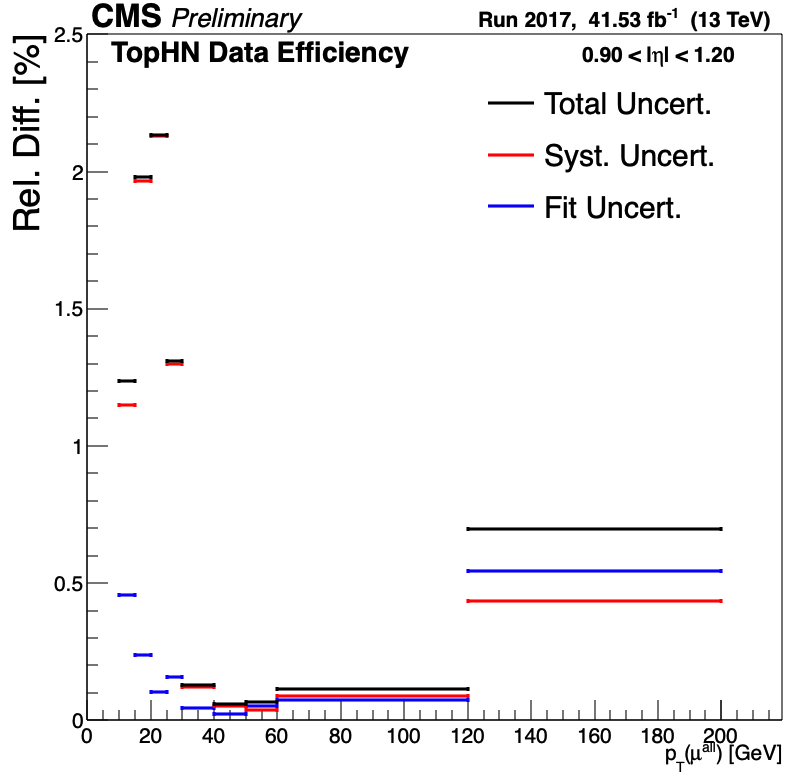 CMS Preliminary Run 2017, 41.53 fb⁻¹ (13 TeV)
TopHN Data Efficiency
0.90 < |η| < 1.20
Total Uncert.
Syst. Uncert.
Fit Uncert.
Rel. Diff. [%]
2.5
2
1.5
1
0.5
0
0 20 40 60 80 100 120 140 160 180 200
p_T(μ^all) [GeV]